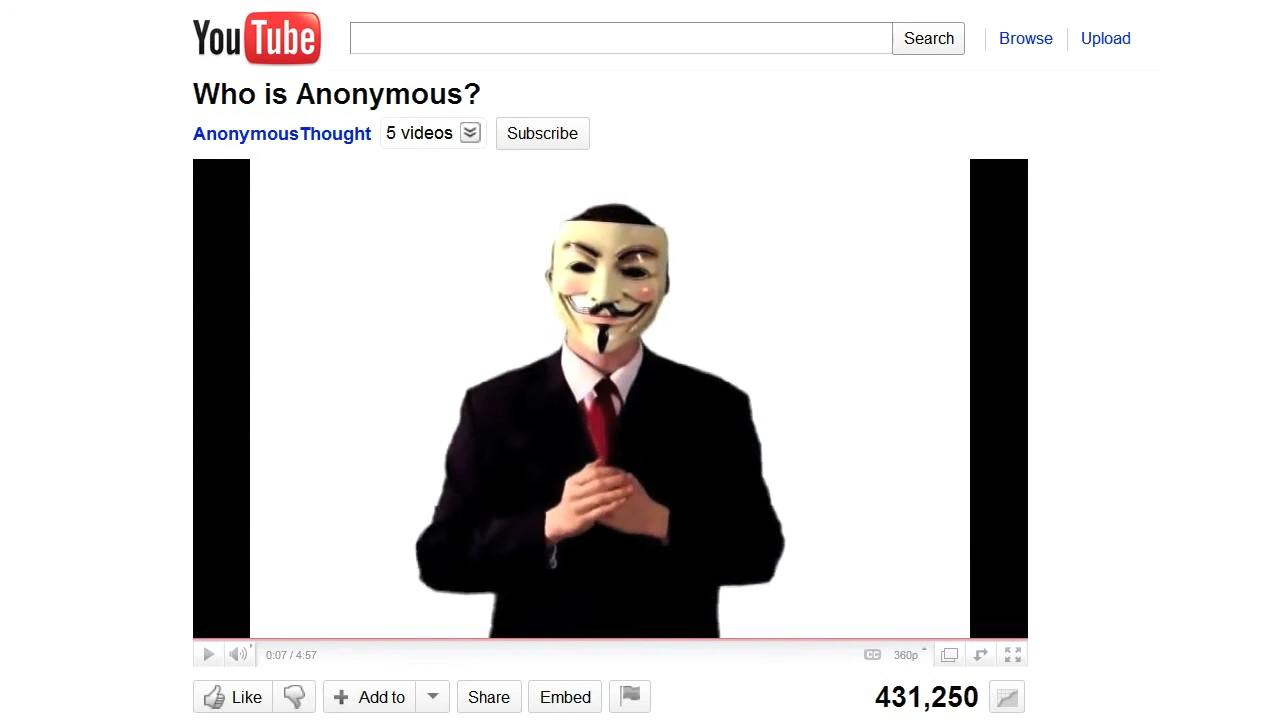 YouTube Search Browse Upload
Who is Anonymous?
AnonymousThought 5 videos Subscribe
0:07 / 4:57 CC 360p
Like Add to Share Embed 431,250